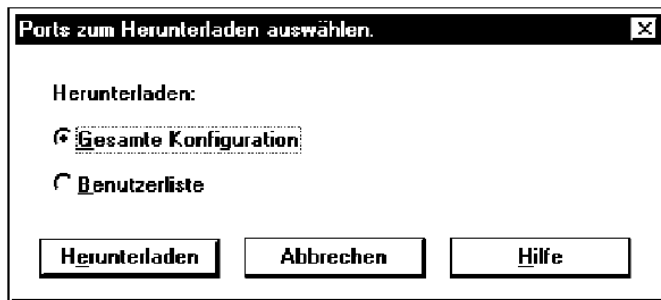 Ports zum Herunterladen auswählen.
Herunterladen:
Gesamte Konfiguration
Benutzerliste
Herunterladen Abbrechen Hilfe